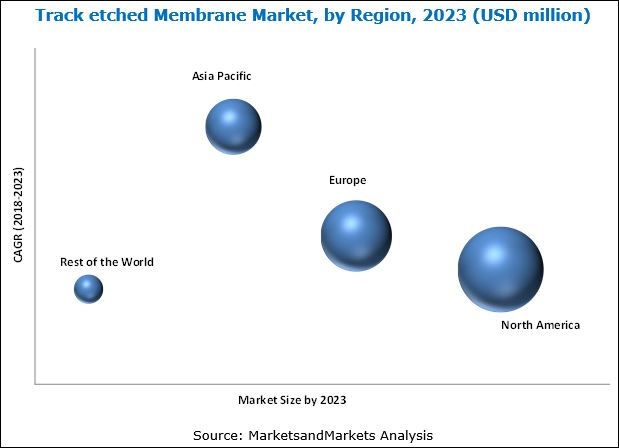 Track etched Membrane Market, by Region, 2023 (USD million)
Asia Pacific
Europe
Rest of the World
North America
CAGR (2018-2023)
Market Size by 2023
Source: MarketsandMarkets Analysis